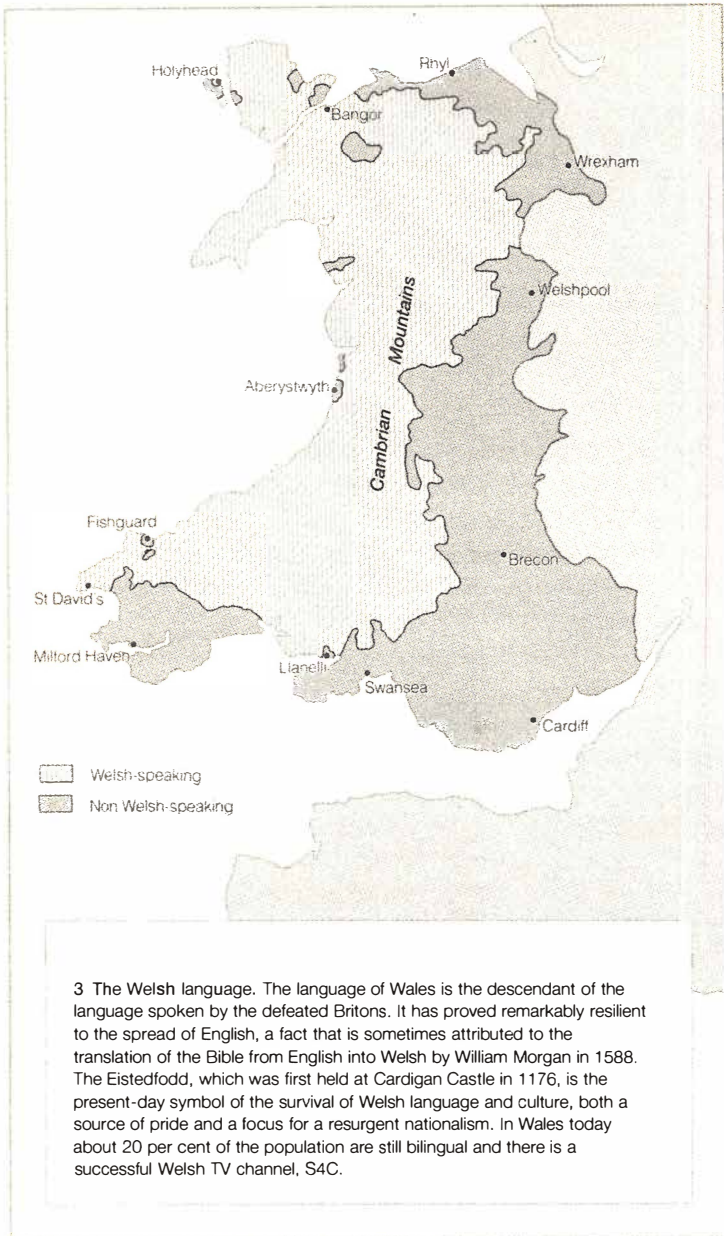 Holyhead
Rhyl
Bangor
Wrexham
Welshpool
Cambrian Mountains
Aberystwyth
Fishguard
Brecon
St David's
Milford Haven
Llanelli
Swansea
Cardiff
Welsh-speaking
Non Welsh-speaking
3 The Welsh language. The language of Wales is the descendant of the
language spoken by the defeated Britons. It has proved remarkably resilient
to the spread of English, a fact that is sometimes attributed to the
translation of the Bible from English into Welsh by William Morgan in 1588.
The Eistedfodd, which was first held at Cardigan Castle in 1176, is the
present-day symbol of the survival of Welsh language and culture, both a
source of pride and a focus for a resurgent nationalism. In Wales today
about 20 per cent of the population are still bilingual and there is a
successful Welsh TV channel, S4C.